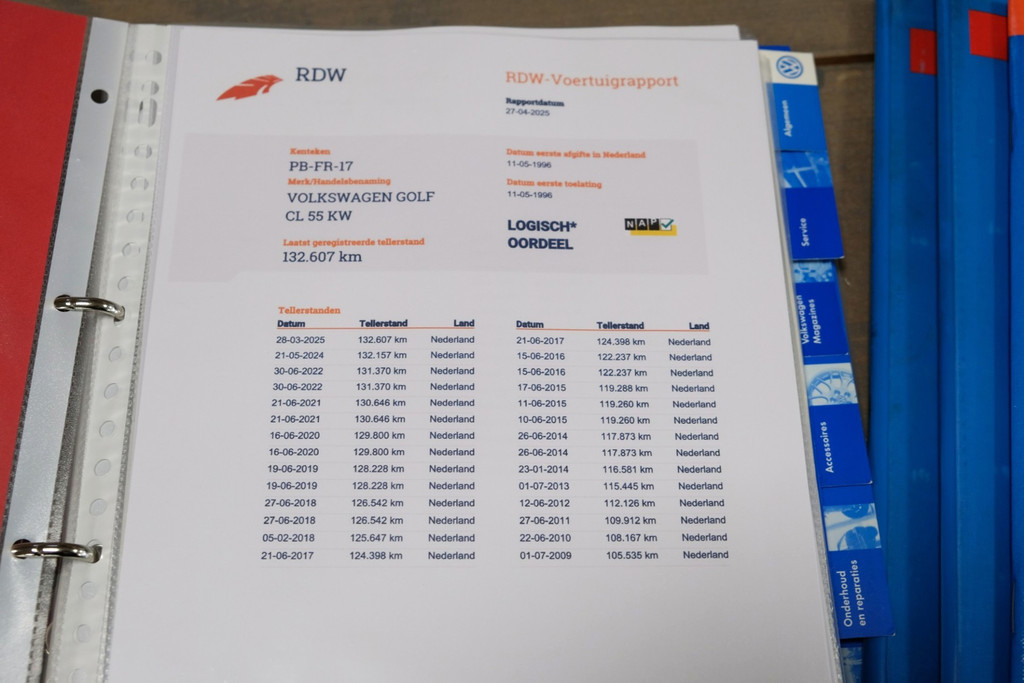 RDW
RDW-Voertuigrapport
Rapportdatum
27-04-2025
Kenteken
PB-FR-17
Merk/Handelsbenaming
VOLKSWAGEN GOLF
CL 55 KW
Laatst geregistreerde tellerstand
132.607 km
Datum eerste afgifte in Nederland
11-05-1996
Datum eerste toelating
11-05-1996
LOGISCH*
OORDEEL
NAP
Tellerstanden
Datum Tellerstand Land
28-03-2025 132.607 km Nederland
21-05-2024 132.157 km Nederland
30-06-2022 131.370 km Nederland
30-06-2022 131.370 km Nederland
21-06-2021 130.646 km Nederland
21-06-2021 130.646 km Nederland
16-06-2020 129.800 km Nederland
16-06-2020 129.800 km Nederland
19-06-2019 128.228 km Nederland
19-06-2019 128.228 km Nederland
27-06-2018 126.542 km Nederland
27-06-2018 126.542 km Nederland
05-02-2018 125.647 km Nederland
21-06-2017 124.398 km Nederland
Datum Tellerstand Land
21-06-2017 124.398 km Nederland
15-06-2016 122.237 km Nederland
15-06-2016 122.237 km Nederland
17-06-2015 119.288 km Nederland
11-06-2015 119.260 km Nederland
10-06-2015 119.260 km Nederland
26-06-2014 117.873 km Nederland
26-06-2014 117.873 km Nederland
23-01-2014 116.581 km Nederland
01-07-2013 115.445 km Nederland
12-06-2012 112.126 km Nederland
27-06-2011 109.912 km Nederland
22-06-2010 108.167 km Nederland
01-07-2009 105.535 km Nederland
Algemeen
Service
Volkswagen
Magazines
Accessoires
Onderhoud
en reparaties